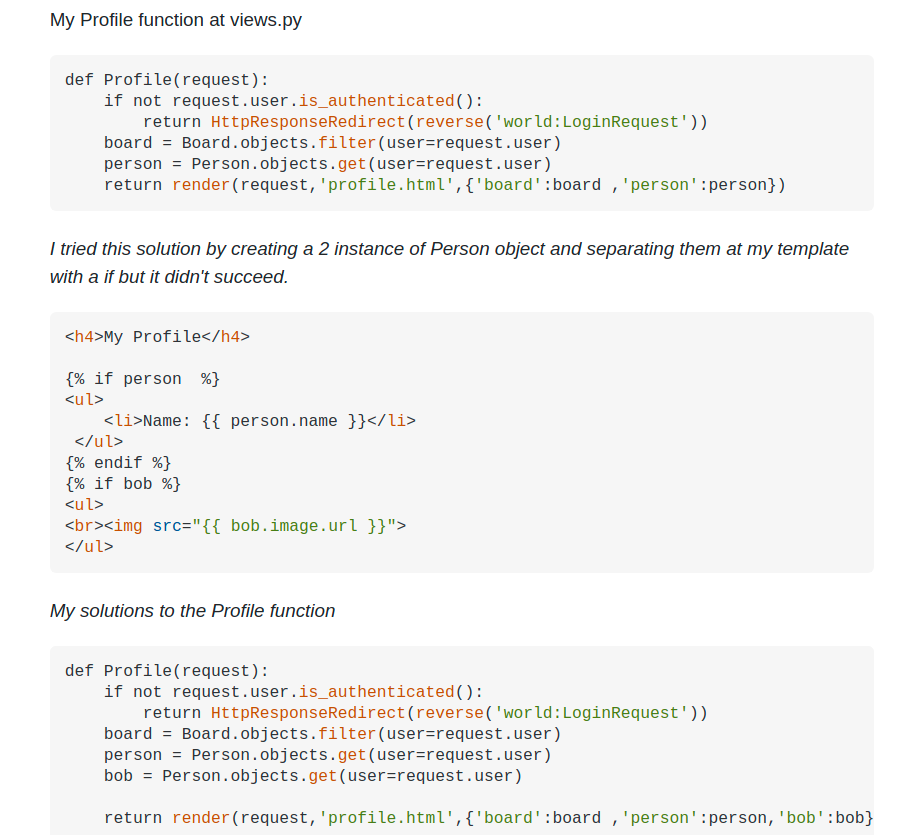 My Profile function at views.py
def Profile(request):
    if not request.user.is_authenticated():
        return HttpResponseRedirect(reverse('world:LoginRequest'))
    board = Board.objects.filter(user=request.user)
    person = Person.objects.get(user=request.user)
    return render(request,'profile.html',{'board':board ,'person':person})
I tried this solution by creating a 2 instance of Person object and separating them at my template
with a if but it didn't succeed.
<h4>My Profile</h4>
{% if person  %}
<ul>
    <li>Name: {{ person.name }}</li>
 </ul>
{% endif %}
{% if bob %}
<ul>
<br><img src="{{ bob.image.url }}">
</ul>
My solutions to the Profile function
def Profile(request):
    if not request.user.is_authenticated():
        return HttpResponseRedirect(reverse('world:LoginRequest'))
    board = Board.objects.filter(user=request.user)
    person = Person.objects.get(user=request.user)
    bob = Person.objects.get(user=request.user)
    return render(request,'profile.html',{'board':board ,'person':person,'bob':bob}